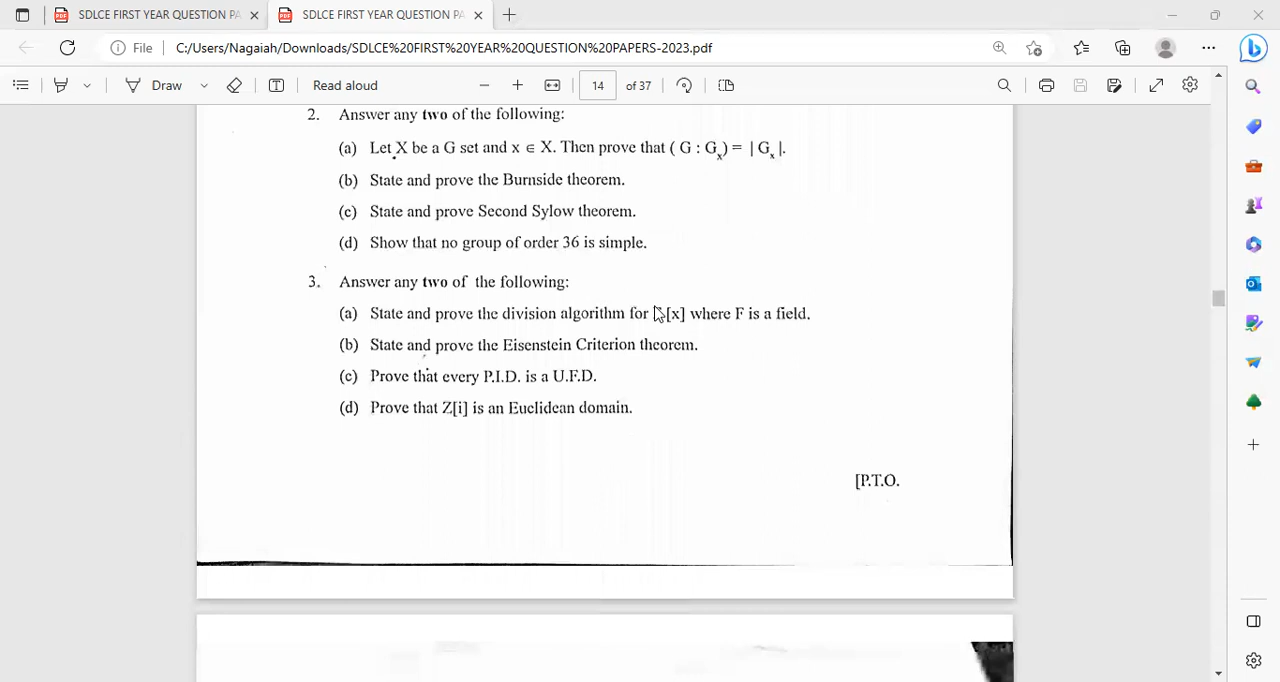 SDLCE FIRST YEAR QUESTION PA
SDLCE FIRST YEAR QUESTION PA
File
C:/Users/Nagaiah/Downloads/SDLCE%20FIRST%20YEAR%20QUESTION%20PAPERS-2023.pdf
Draw
Read aloud
14 of 37
2. Answer any two of the following:
(a) Let X be a G set and x ∈ X. Then prove that ( G : Gₓ) = | Gₓ |.
(b) State and prove the Burnside theorem.
(c) State and prove Second Sylow theorem.
(d) Show that no group of order 36 is simple.
3. Answer any two of the following:
(a) State and prove the division algorithm for [x] where F is a field.
(b) State and prove the Eisenstein Criterion theorem.
(c) Prove that every P.I.D. is a U.F.D.
(d) Prove that Z[i] is an Euclidean domain.
[P.T.O.